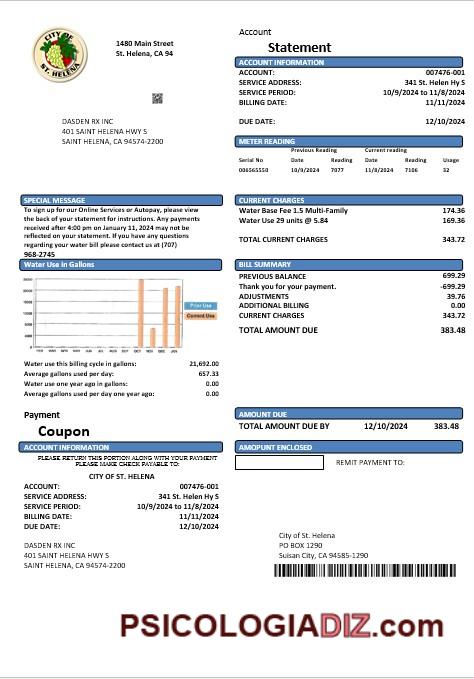 CITY OF
ST. HELENA
1480 Main Street
St. Helena, CA 94
DASDEN RX INC
401 SAINT HELENA HWY S
SAINT HELENA, CA 94574-2200
Account
Statement
ACCOUNT INFORMATION
ACCOUNT: 007476-001
SERVICE ADDRESS: 341 St. Helen Hy S
SERVICE PERIOD: 10/9/2024 to 11/8/2024
BILLING DATE: 11/11/2024
DUE DATE: 12/10/2024
METER READING
Previous Reading Current reading
Serial No Date Reading Date Reading Usage
006565550 10/9/2024 7077 11/8/2024 7106 32
SPECIAL MESSAGE
To sign up for our Online Services or Autopay, please view
the back of your statement for instructions. Any payments
received after 4:00 pm on January 11, 2024 may not be
reflected on your statement. If you have any questions
regarding your water bill please contact us at (707)
968-2745
CURRENT CHARGES
Water Base Fee 1.5 Multi-Family 174.36
Water Use 29 units @ 5.84 169.36
TOTAL CURRENT CHARGES 343.72
Water Use in Gallons
Prior Use
Current Use
OCT NOV DEC JAN
Water use this billing cycle in gallons: 21,692.00
Average gallons used per day: 657.33
Water use one year ago in gallons: 0.00
Average gallons used per day one year ago: 0.00
BILL SUMMARY
PREVIOUS BALANCE 699.29
Thank you for your payment. -699.29
ADJUSTMENTS 39.76
ADDITIONAL BILLING 0.00
CURRENT CHARGES 343.72
TOTAL AMOUNT DUE 383.48
Payment
Coupon
ACCOUNT INFORMATION
PLEASE RETURN THIS PORTION ALONG WITH YOUR PAYMENT
PLEASE MAKE CHECK PAYABLE TO:
CITY OF ST. HELENA
ACCOUNT: 007476-001
SERVICE ADDRESS: 341 St. Helen Hy S
SERVICE PERIOD: 10/9/2024 to 11/8/2024
BILLING DATE: 11/11/2024
DUE DATE: 12/10/2024
DASDEN RX INC
401 SAINT HELENA HWY S
SAINT HELENA, CA 94574-2200
AMOUNT DUE
TOTAL AMOUNT DUE BY 12/10/2024 383.48
AMOPUNT ENCLOSED
REMIT PAYMENT TO:
City of St. Helena
PO BOX 1290
Suisan City, CA 94585-1290
PSICOLOGIADIZ.com